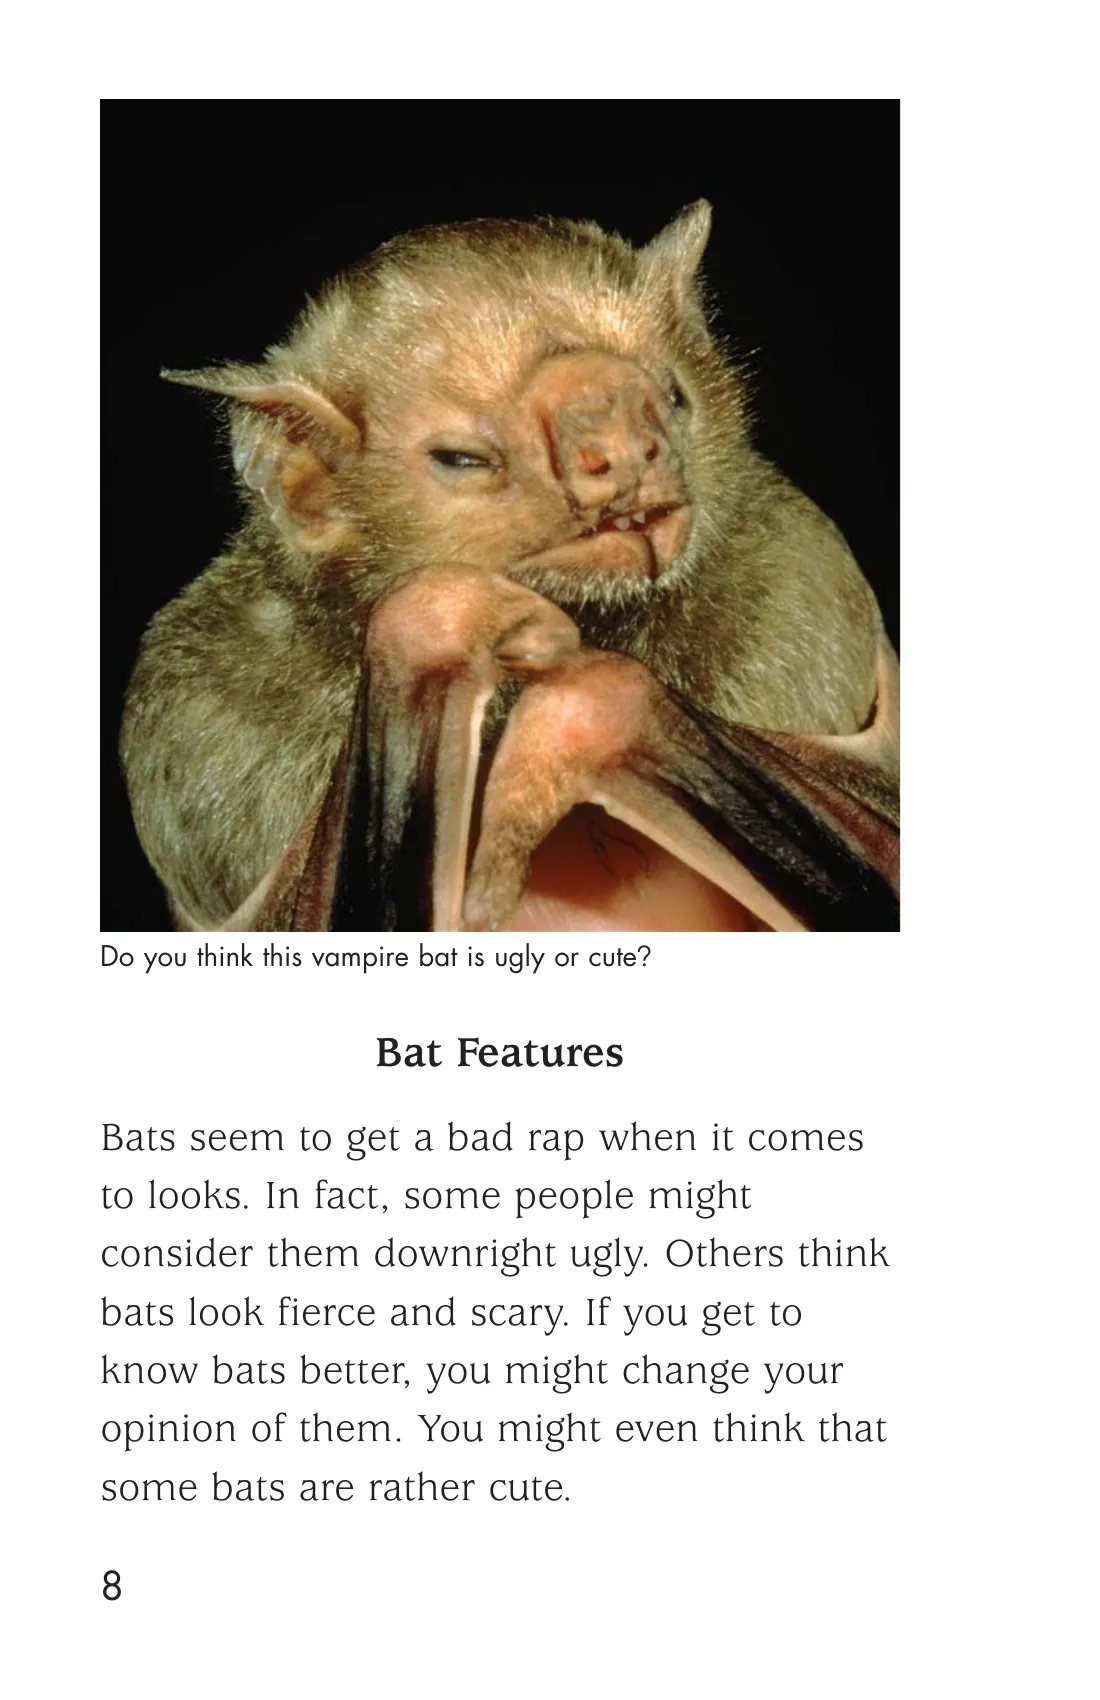 Do you think this vampire bat is ugly or cute?
Bat Features
Bats seem to get a bad rap when it comes
to looks. In fact, some people might
consider them downright ugly. Others think
bats look fierce and scary. If you get to
know bats better, you might change your
opinion of them. You might even think that
some bats are rather cute.
8